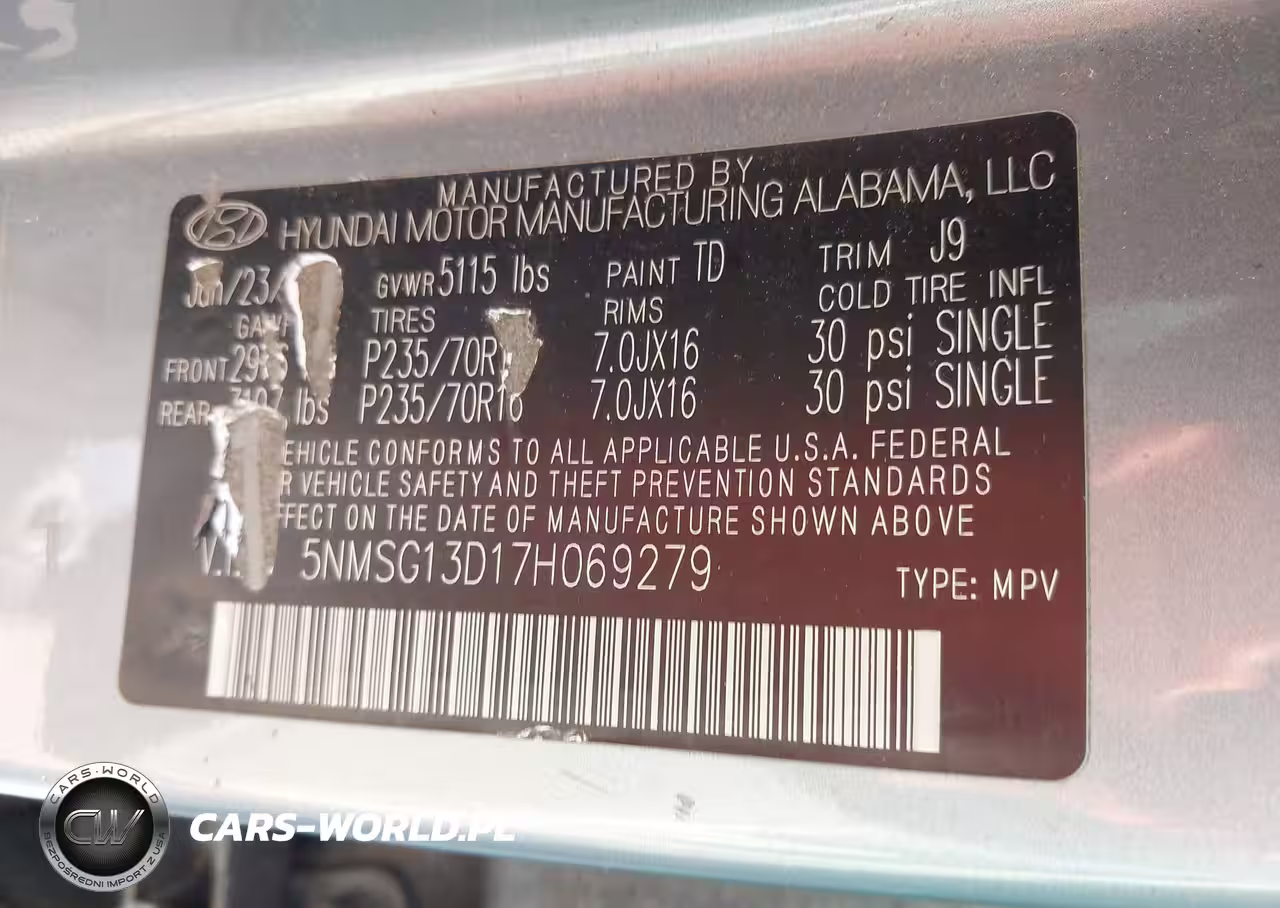 MANUFACTURED BY
HYUNDAI MOTOR MANUFACTURING ALABAMA, LLC
Jun/23/ GVWR 5115 lbs PAINT TD TRIM J9
TIRES RIMS COLD TIRE INFL
FRONT P235/70R 7.0JX16 30 psi SINGLE
REAR lbs P235/70R16 7.0JX16 30 psi SINGLE
EHICLE CONFORMS TO ALL APPLICABLE U.S.A. FEDERAL
R VEHICLE SAFETY AND THEFT PREVENTION STANDARDS
FFECT ON THE DATE OF MANUFACTURE SHOWN ABOVE
5NMSG13D17H069279 TYPE: MPV
CARS-WORLD
CW
BEZPOŚREDNI IMPORT Z USA
CARS-WORLD.PL